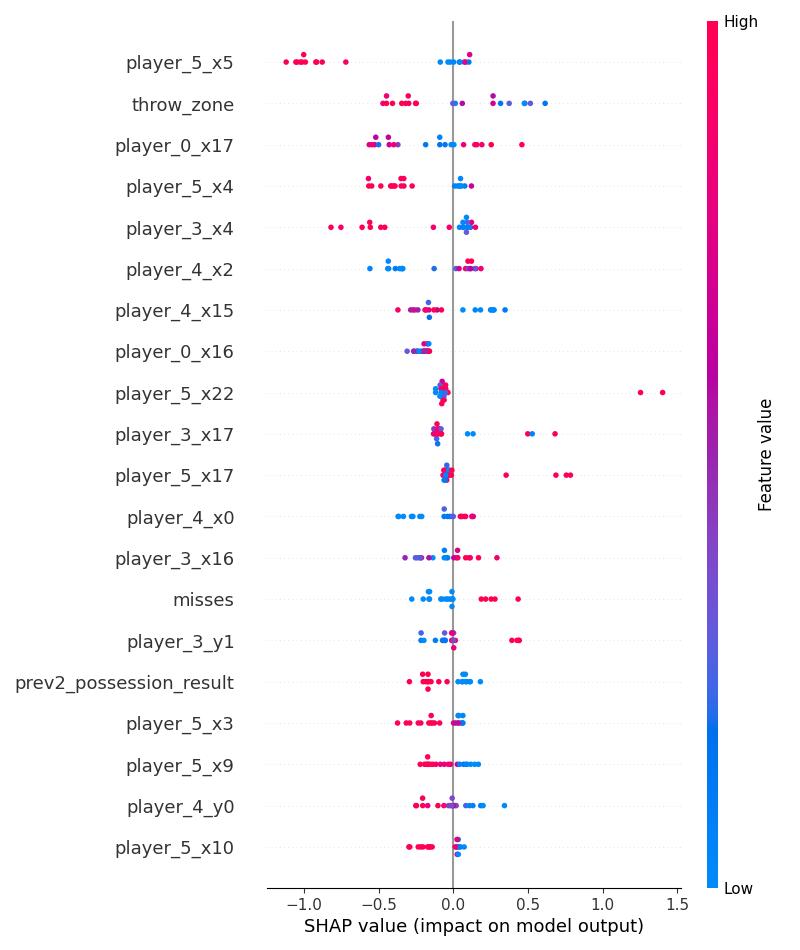 High
player_5_x5
throw_zone
player_0_x17
player_5_x4
player_3_x4
player_4_x2
player_4_x15
player_0_x16
player_5_x22
player_3_x17
player_5_x17
player_4_x0
player_3_x16
misses
player_3_y1
prev2_possession_result
player_5_x3
player_5_x9
player_4_y0
player_5_x10
Feature value
Low
−1.0 −0.5 0.0 0.5 1.0 1.5
SHAP value (impact on model output)